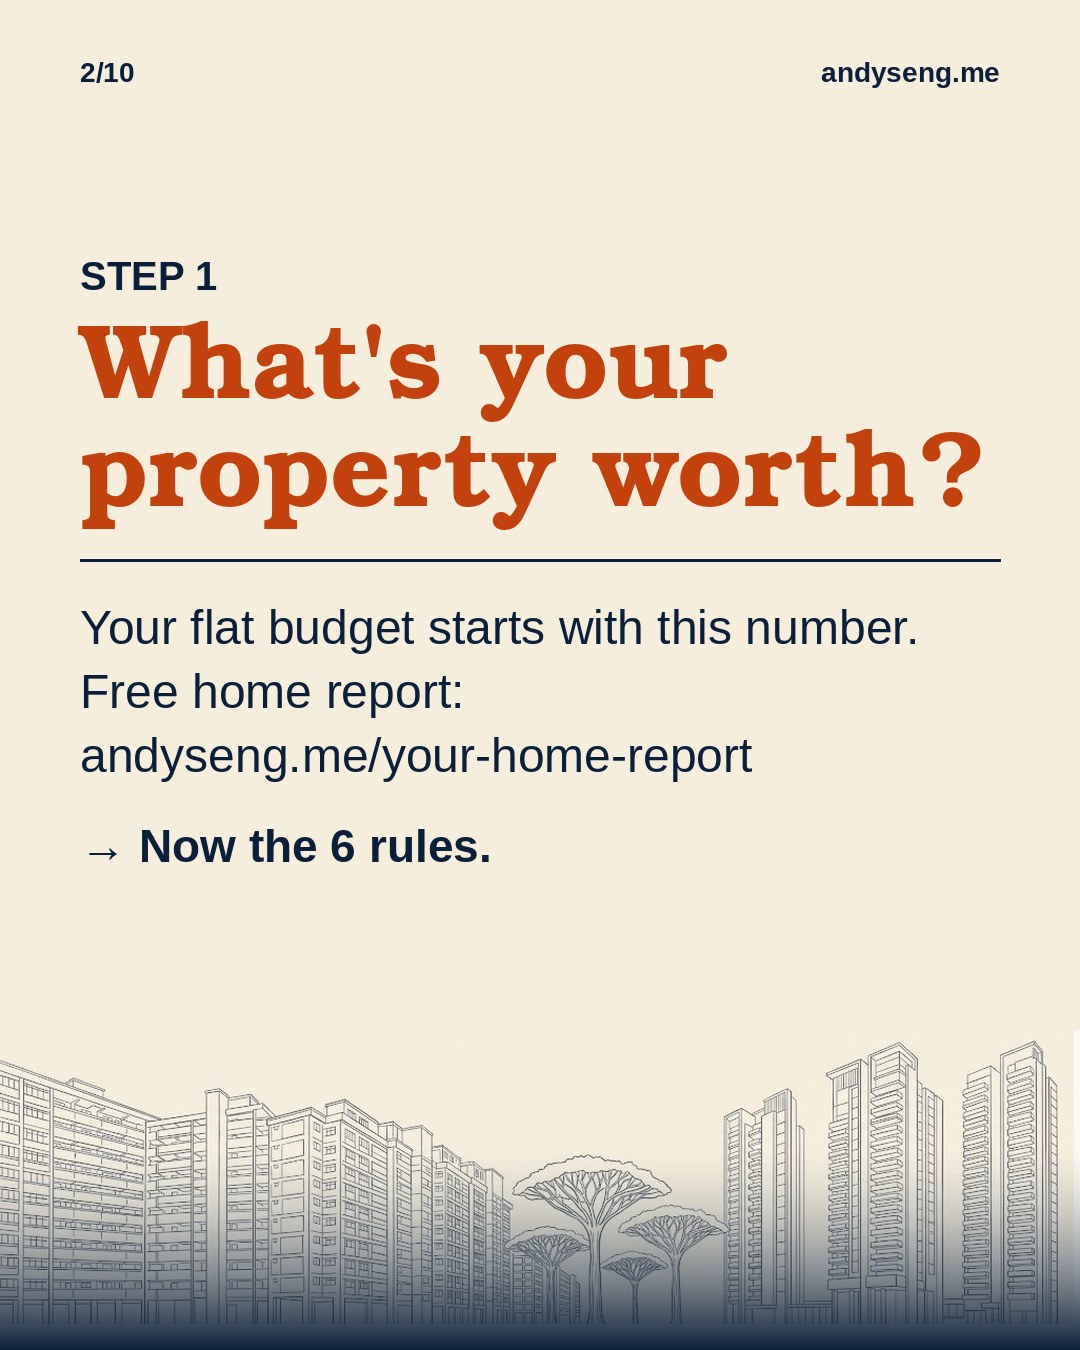 2/10
andyseng.me
STEP 1
What's your
property worth?
Your flat budget starts with this number.
Free home report:
andyseng.me/your-home-report
→ Now the 6 rules.